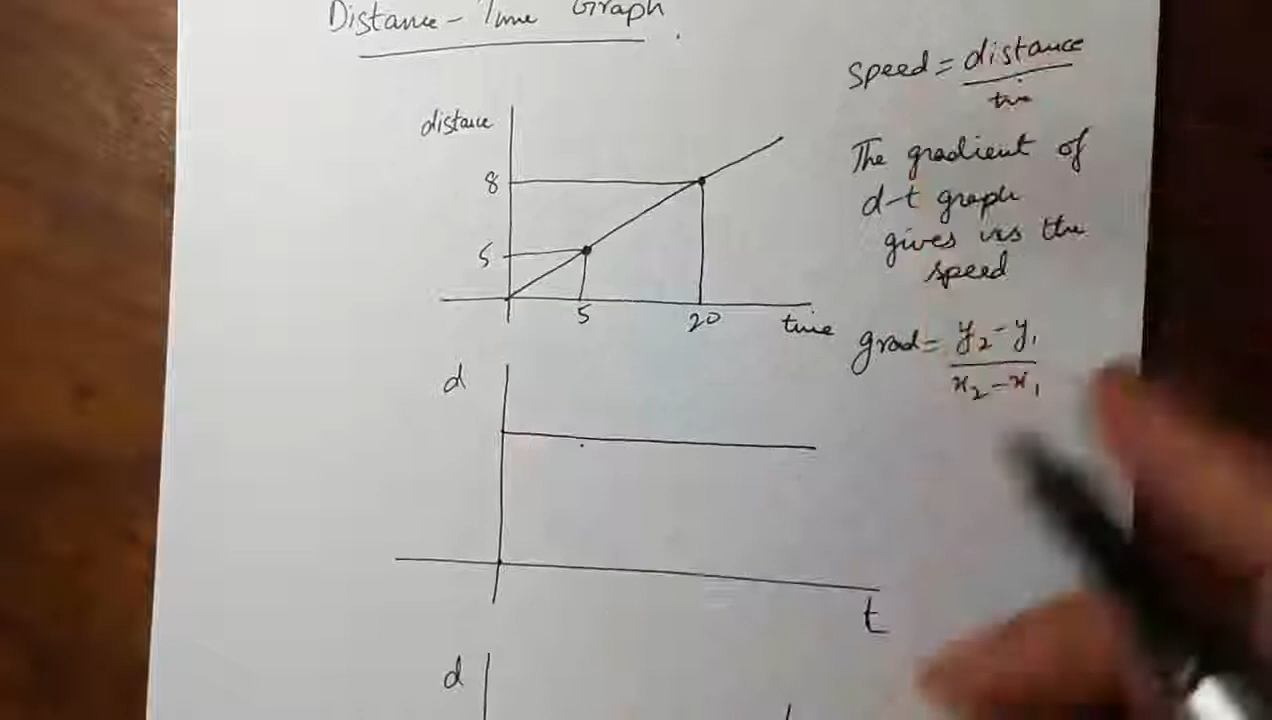 Distance - Time Graph
speed = distance
distance
The gradient of
8
d-t graph
gives us the
5
speed
5
20
time
grad = y₂ - y₁
x₂ - x₁
d
t
d